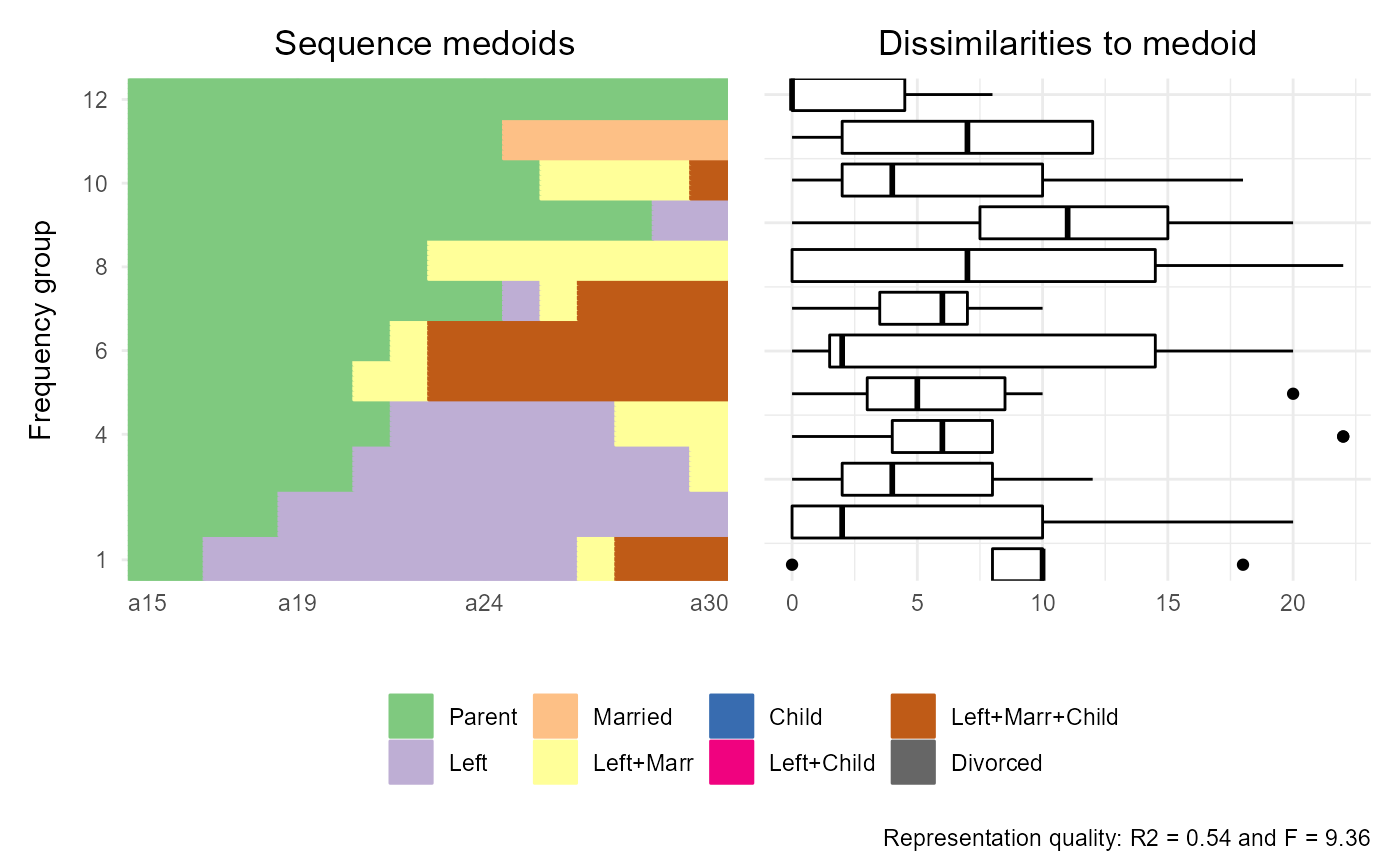 Sequence medoids
Dissimilarities to medoid
Frequency group
12
10
8
6
4
1
a15 a19 a24 a30
0 5 10 15 20
Parent Married Child Left+Marr+Child
Left Left+Marr Left+Child Divorced
Representation quality: R2 = 0.54 and F = 9.36